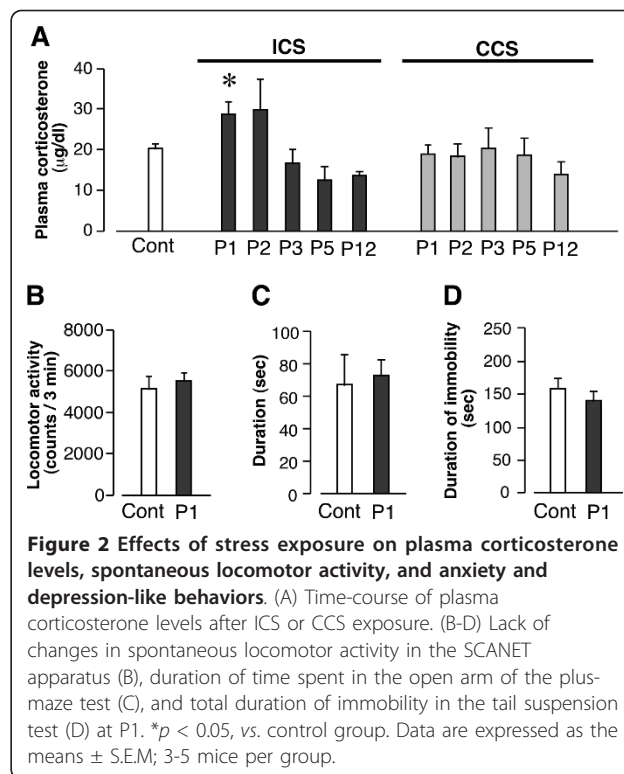 A
ICS
CCS
Plasma corticosterone
(µg/dl)
40
30
20
10
0
*
Cont
P1 P2 P3 P5 P12
P1 P2 P3 P5 P12
B
Locomotor activity
(counts / 3 min)
8000
6000
4000
2000
0
Cont P1
C
Duration (sec)
100
80
60
40
20
0
Cont P1
D
Duration of immobility
(sec)
250
200
150
100
50
0
Cont P1
Figure 2 Effects of stress exposure on plasma corticosterone
levels, spontaneous locomotor activity, and anxiety and
depression-like behaviors. (A) Time-course of plasma
corticosterone levels after ICS or CCS exposure. (B-D) Lack of
changes in spontaneous locomotor activity in the SCANET
apparatus (B), duration of time spent in the open arm of the plus-
maze test (C), and total duration of immobility in the tail suspension
test (D) at P1. *p < 0.05, vs. control group. Data are expressed as the
means ± S.E.M; 3-5 mice per group.